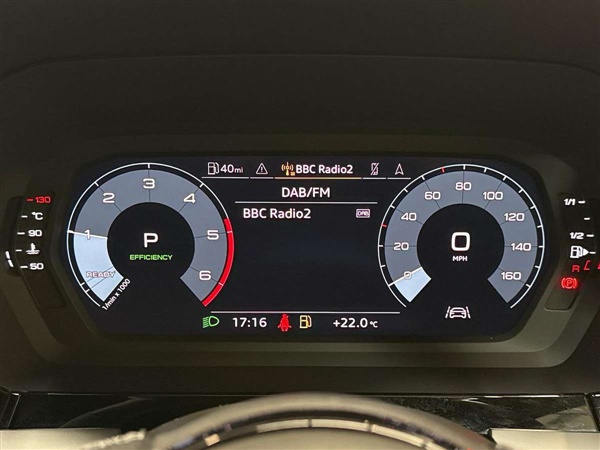 40mi
BBC Radio2
DAB/FM
BBC Radio2
DAB
1
2
3
4
5
6
P
EFFICIENCY
READY
1/min x 1000
0
20
40
60
80
100
120
140
160
0
MPH
130
°C
90
50
1/1
1/2
R
P
17:16
+22.0°C